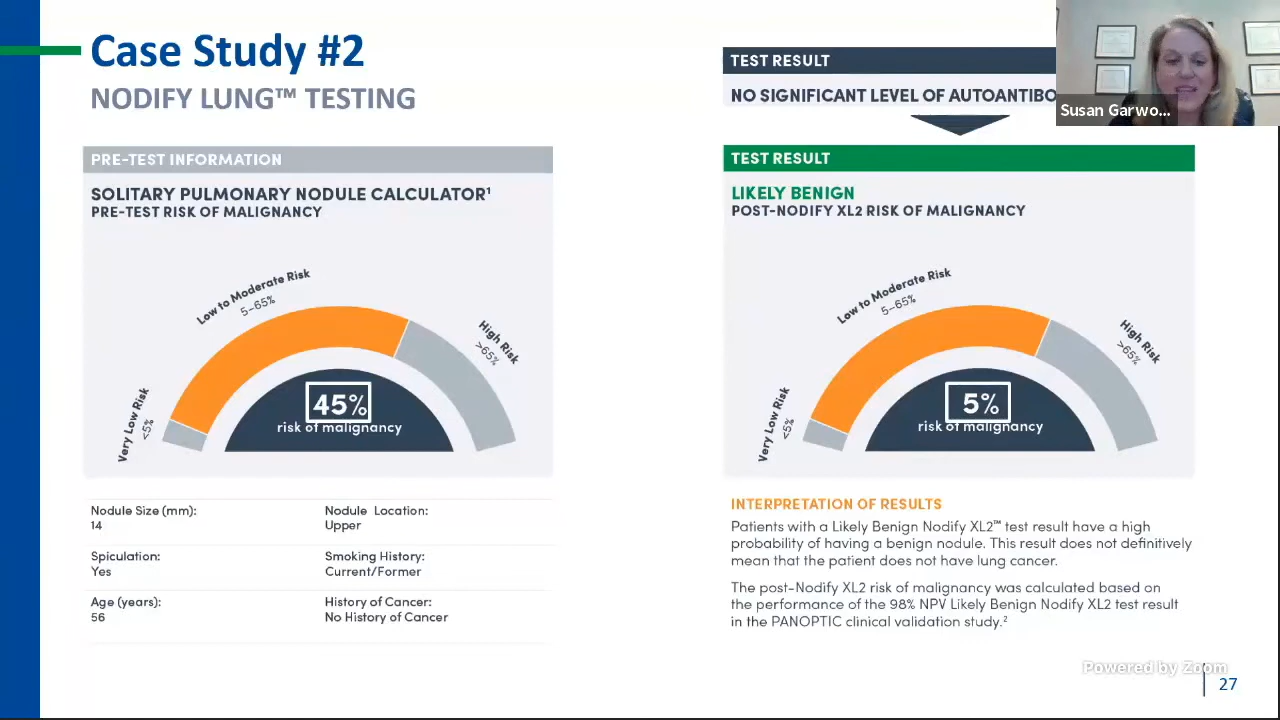 Case Study #2
NODIFY LUNG™ TESTING
PRE-TEST INFORMATION
SOLITARY PULMONARY NODULE CALCULATOR¹
PRE-TEST RISK OF MALIGNANCY
Very Low Risk
<5%
Low to Moderate Risk
5–65%
High Risk
>65%
45%
risk of malignancy
Nodule Size (mm):
14
Nodule Location:
Upper
Spiculation:
Yes
Smoking History:
Current/Former
Age (years):
56
History of Cancer:
No History of Cancer
TEST RESULT
NO SIGNIFICANT LEVEL OF AUTOANTIBO
Susan Garwo...
TEST RESULT
LIKELY BENIGN
POST-NODIFY XL2 RISK OF MALIGNANCY
Very Low Risk
<5%
Low to Moderate Risk
5–65%
High Risk
>65%
5%
risk of malignancy
INTERPRETATION OF RESULTS
Patients with a Likely Benign Nodify XL2™ test result have a high
probability of having a benign nodule. This result does not definitively
mean that the patient does not have lung cancer.
The post-Nodify XL2 risk of malignancy was calculated based on
the performance of the 98% NPV Likely Benign Nodify XL2 test result
in the PANOPTIC clinical validation study.²
Powered by Zoom
27